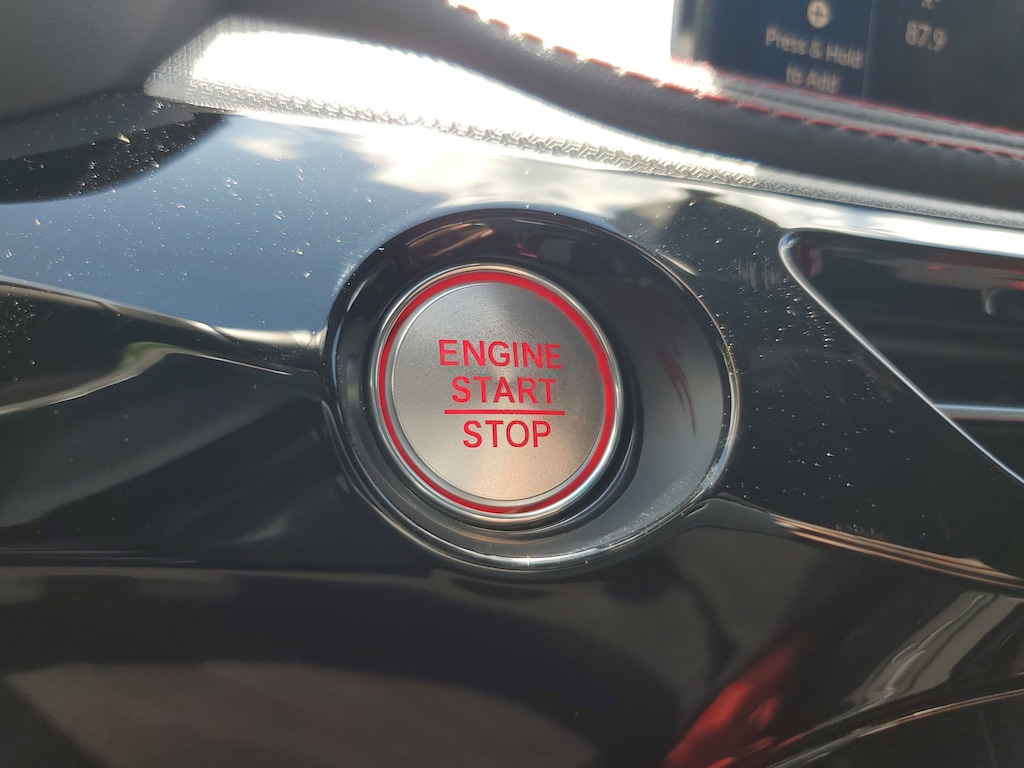 Press & Hold
to Add
87.9
ENGINE
START
STOP